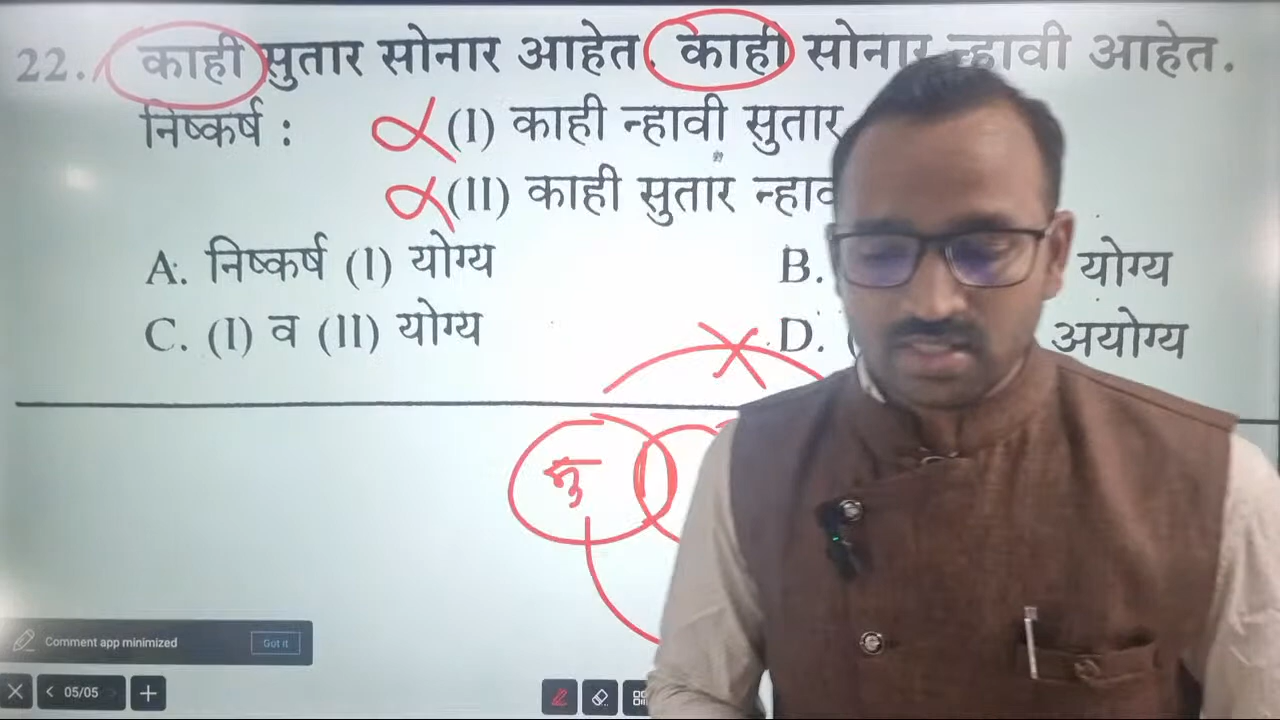 22. काही सुतार सोनार आहेत. काही सोनार न्हावी आहेत.
निष्कर्ष : (I) काही न्हावी सुतार
(II) काही सुतार
A. निष्कर्ष (I) योग्य B. योग्य
C. (I) व (II) योग्य D. अयोग्य
सु
Comment app minimized Got it
05/05